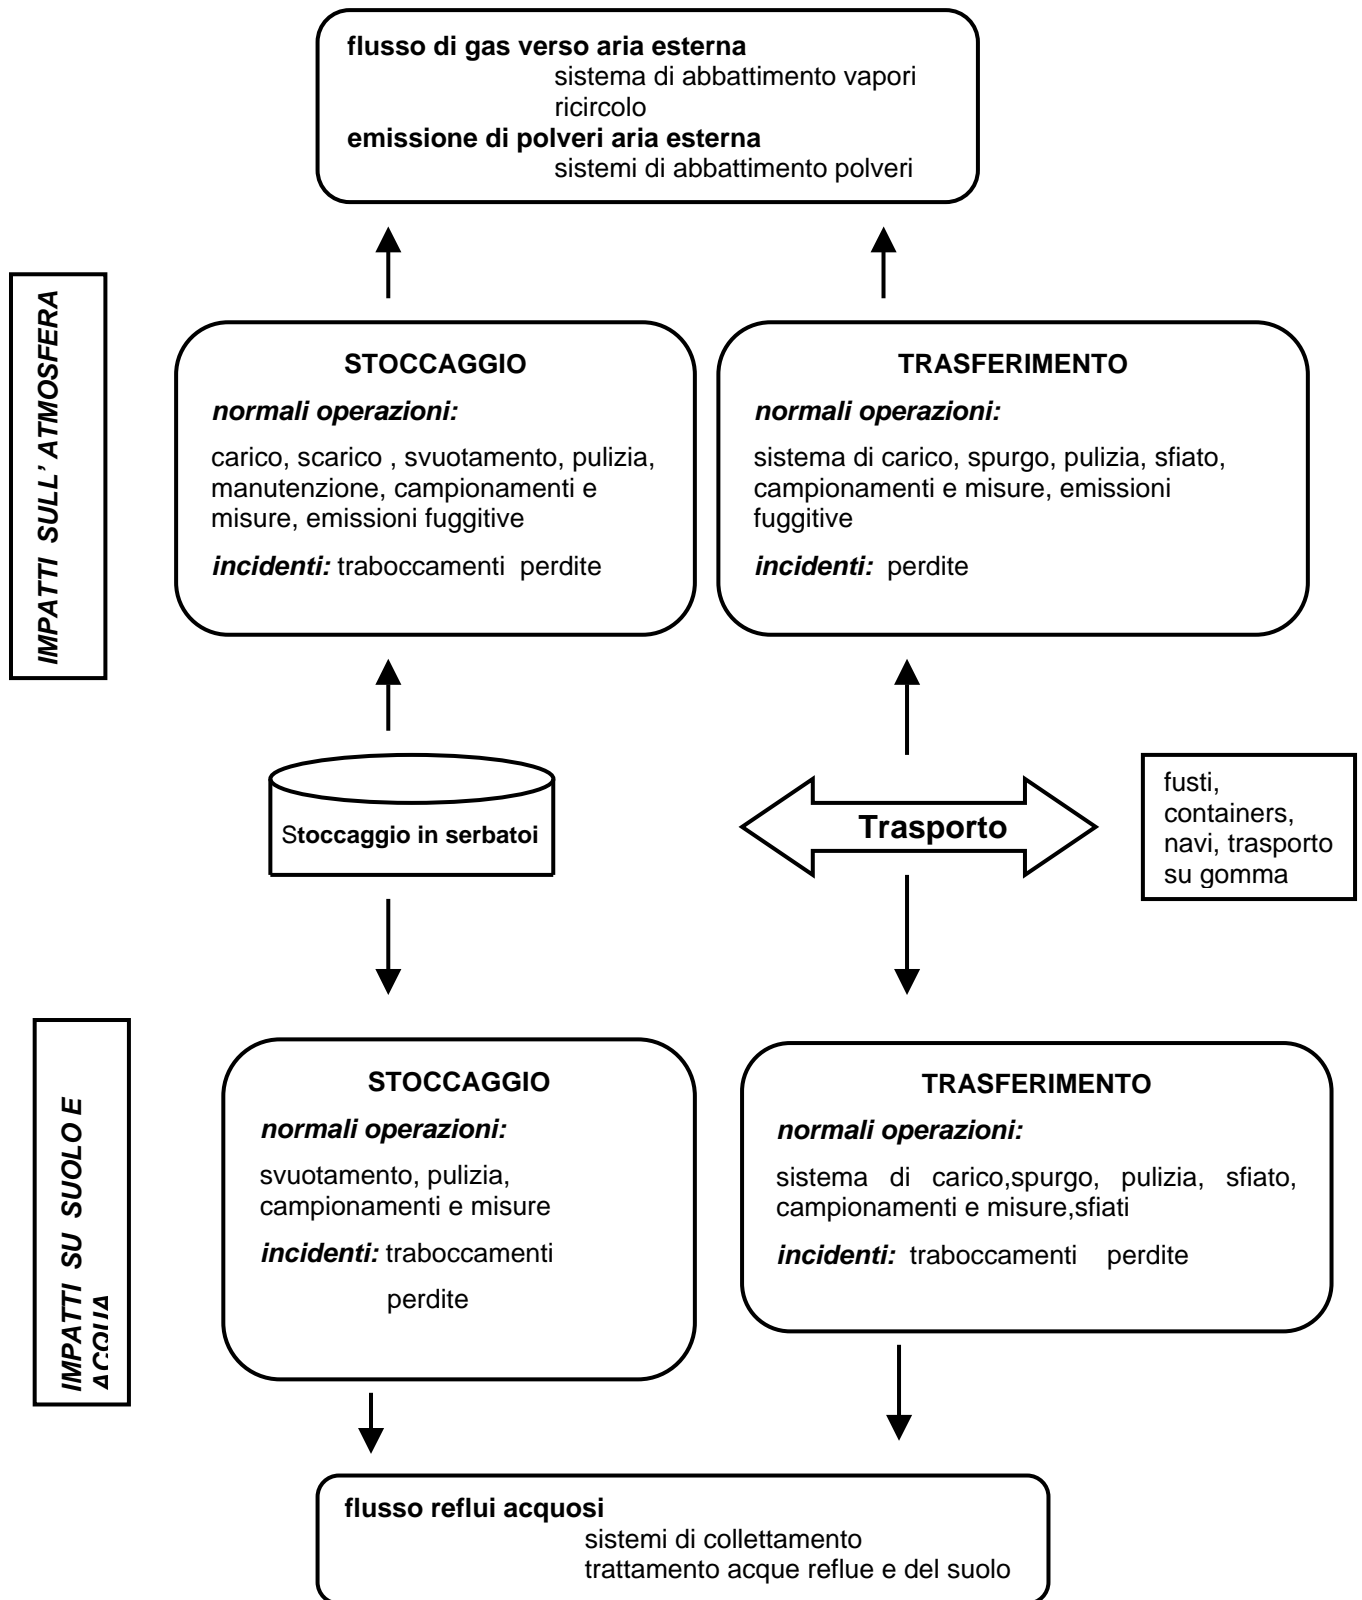 flusso di gas verso aria esterna
sistema di abbattimento vapori
ricircolo
emissione di polveri aria esterna
sistemi di abbattimento polveri
IMPATTI SULL' ATMOSFERA
STOCCAGGIO
normali operazioni:
carico, scarico , svuotamento, pulizia,
manutenzione, campionamenti e
misure, emissioni fuggitive
incidenti: traboccamenti perdite
TRASFERIMENTO
normali operazioni:
sistema di carico, spurgo, pulizia, sfiato,
campionamenti e misure, emissioni
fuggitive
incidenti: perdite
Stoccaggio in serbatoi
Trasporto
fusti,
containers,
navi, trasporto
su gomma
IMPATTI SU SUOLO E
ACQUA
STOCCAGGIO
normali operazioni:
svuotamento, pulizia,
campionamenti e misure
incidenti: traboccamenti
perdite
TRASFERIMENTO
normali operazioni:
sistema di carico,spurgo, pulizia, sfiato,
campionamenti e misure,sfiati
incidenti: traboccamenti perdite
flusso reflui acquosi
sistemi di collettamento
trattamento acque reflue e del suolo